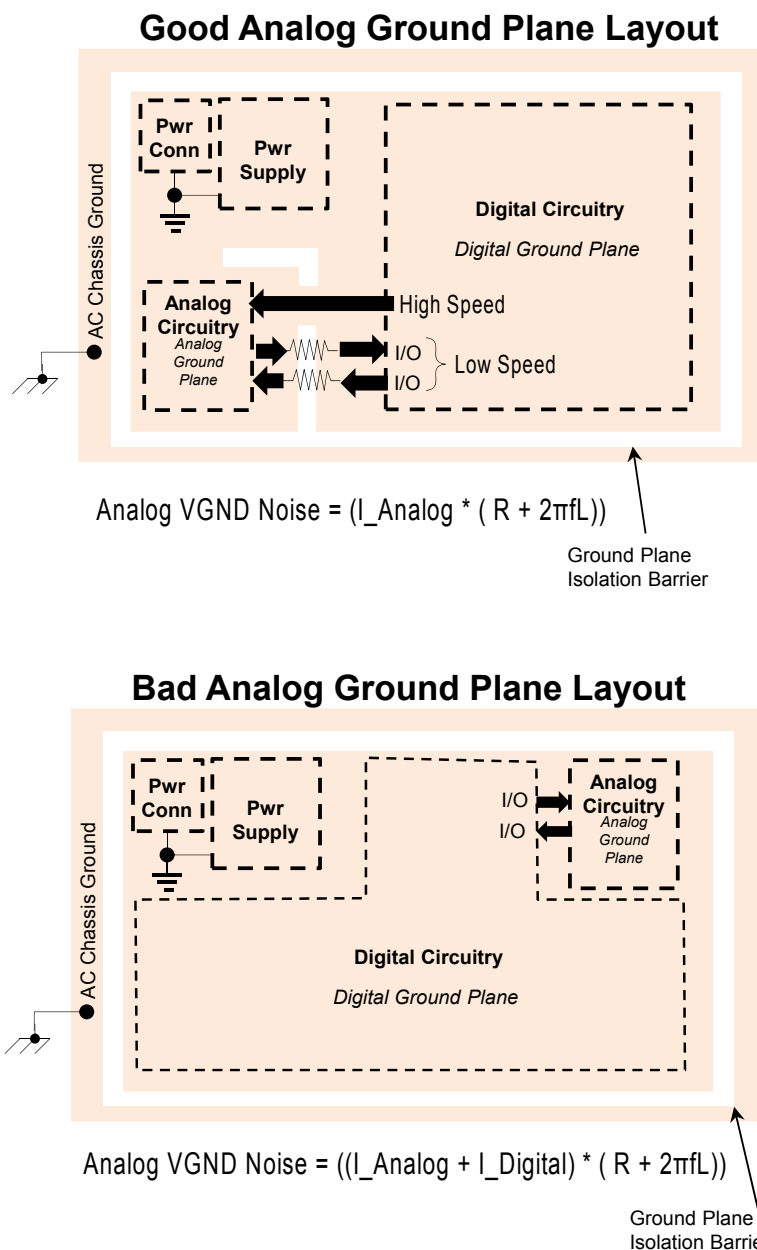 Good Analog Ground Plane Layout
Pwr
Conn
Pwr
Supply
AC Chassis Ground
Digital Circuitry
Digital Ground Plane
Analog
Circuitry
Analog
Ground
Plane
High Speed
I/O
I/O
Low Speed
Analog VGND Noise = (I_Analog * ( R + 2πfL))
Ground Plane
Isolation Barrier
Bad Analog Ground Plane Layout
Pwr
Conn
Pwr
Supply
I/O
I/O
Analog
Circuitry
Analog
Ground
Plane
AC Chassis Ground
Digital Circuitry
Digital Ground Plane
Analog VGND Noise = ((I_Analog + I_Digital) * ( R + 2πfL))
Ground Plane
Isolation Barrie